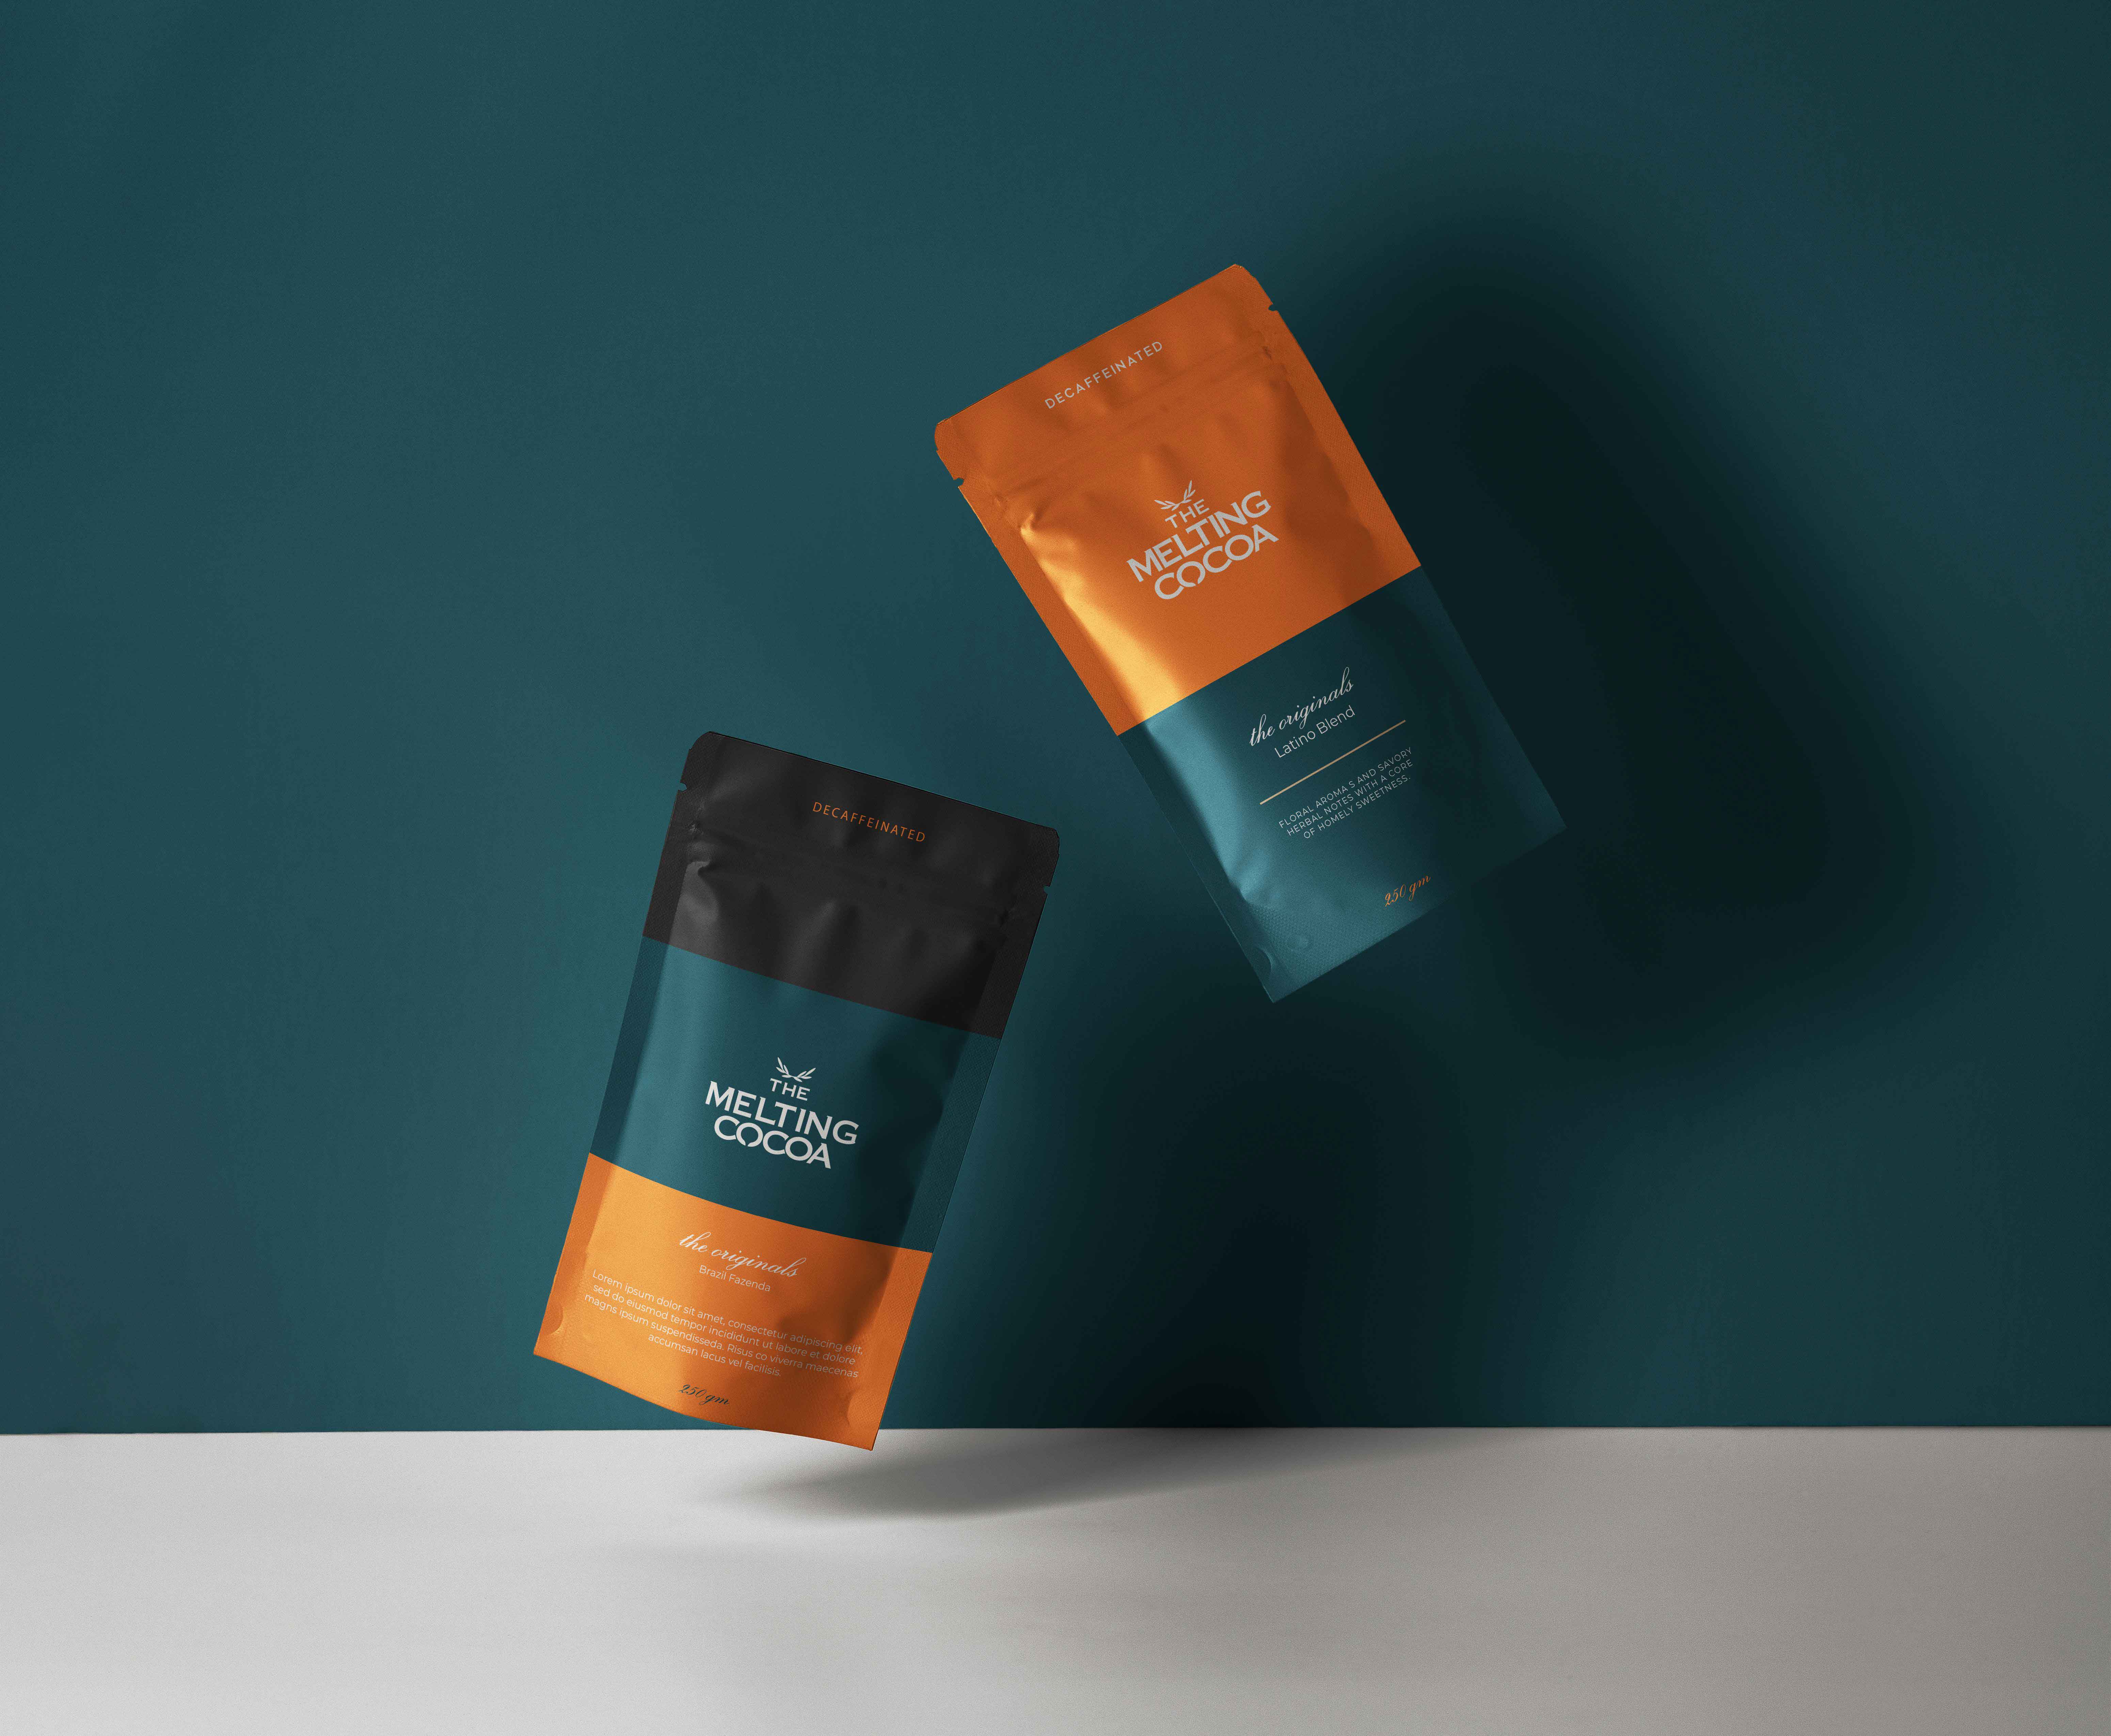 DECAFFEINATED
THE
MELTING
COCOA
the originals
Latino Blend
FLORAL AROMA S AND SAVORY
HERBAL NOTES WITH A CORE
OF HOMELY SWEETNESS.
250 gm
DECAFFEINATED
THE
MELTING
COCOA
the originals
Brazil Fazenda
Lorem ipsum dolor sit amet, consectetur adipiscing elit,
sed do eiusmod tempor incididunt ut labore et dolore
magns ipsum suspendisseda. Risus co viverra maecenas
accumsan lacus vel facilisis.
250 gm